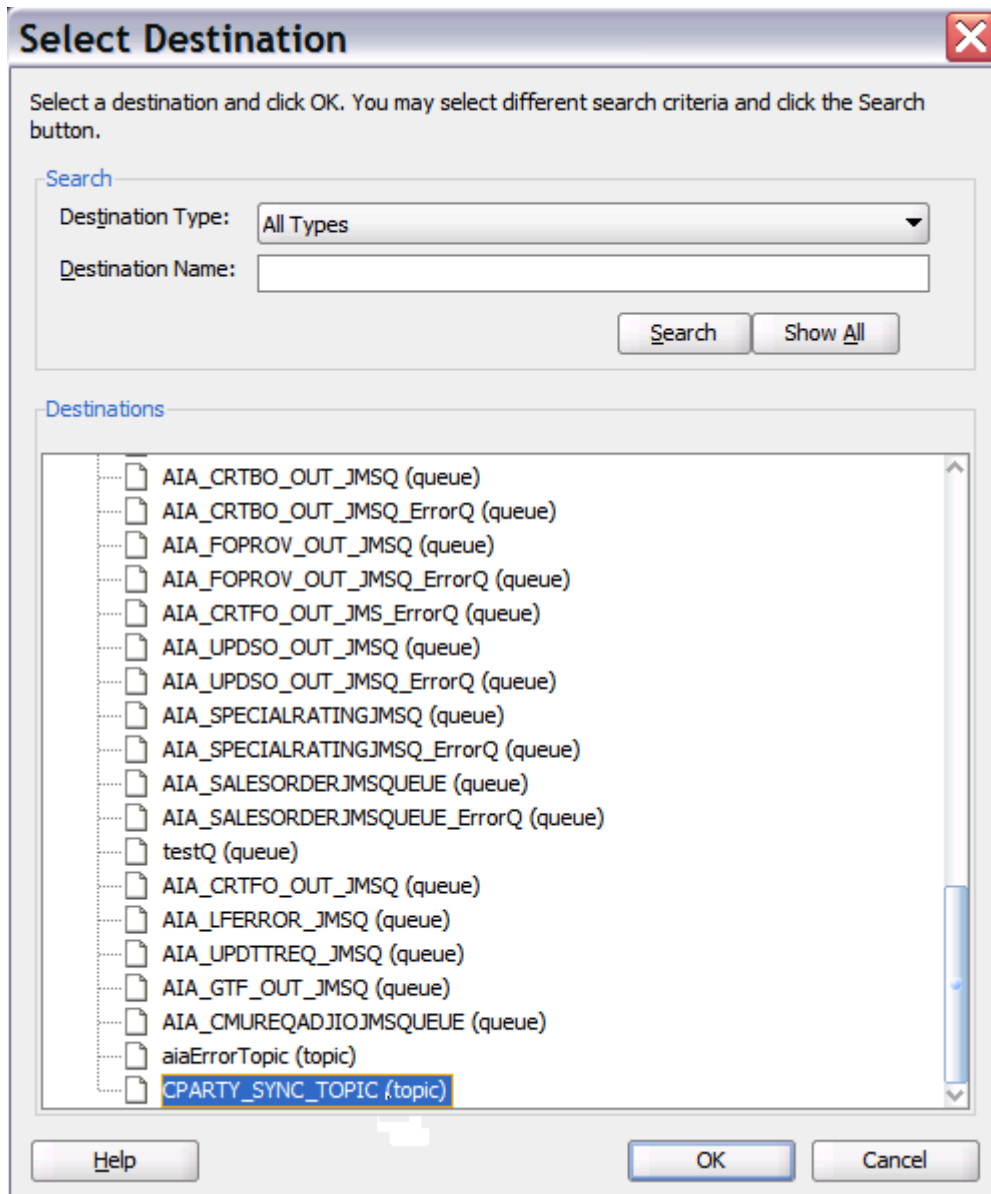 Select Destination
Select a destination and click OK. You may select different search criteria and click the Search
button.
Search
Destination Type: All Types
Destination Name:
Search Show All
Destinations
AIA_CRTBO_OUT_JMSQ (queue)
AIA_CRTBO_OUT_JMSQ_ErrorQ (queue)
AIA_FOPROV_OUT_JMSQ (queue)
AIA_FOPROV_OUT_JMSQ_ErrorQ (queue)
AIA_CRTFO_OUT_JMS_ErrorQ (queue)
AIA_UPDSO_OUT_JMSQ (queue)
AIA_UPDSO_OUT_JMSQ_ErrorQ (queue)
AIA_SPECIALRATINGJMSQ (queue)
AIA_SPECIALRATINGJMSQ_ErrorQ (queue)
AIA_SALESORDERJMSQUEUE (queue)
AIA_SALESORDERJMSQUEUE_ErrorQ (queue)
testQ (queue)
AIA_CRTFO_OUT_JMSQ (queue)
AIA_LFERROR_JMSQ (queue)
AIA_UPDTTREQ_JMSQ (queue)
AIA_GTF_OUT_JMSQ (queue)
AIA_CMUREQADJIOJMSQUEUE (queue)
aiaErrorTopic (topic)
CPARTY_SYNC_TOPIC (topic)
Help OK Cancel